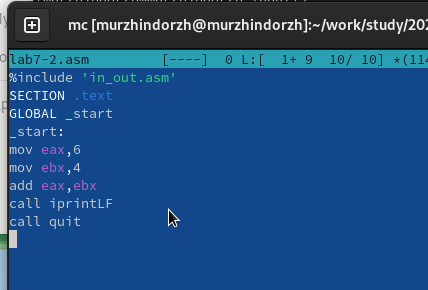 mc [murzhindorzh@murzhindorzh]:~/work/study/202
lab7-2.asm [----] 0 L:[ 1+ 9 10/ 10] *(114
%include 'in_out.asm'
SECTION .text
GLOBAL _start
_start:
mov eax,6
mov ebx,4
add eax,ebx
call iprintLF
call quit